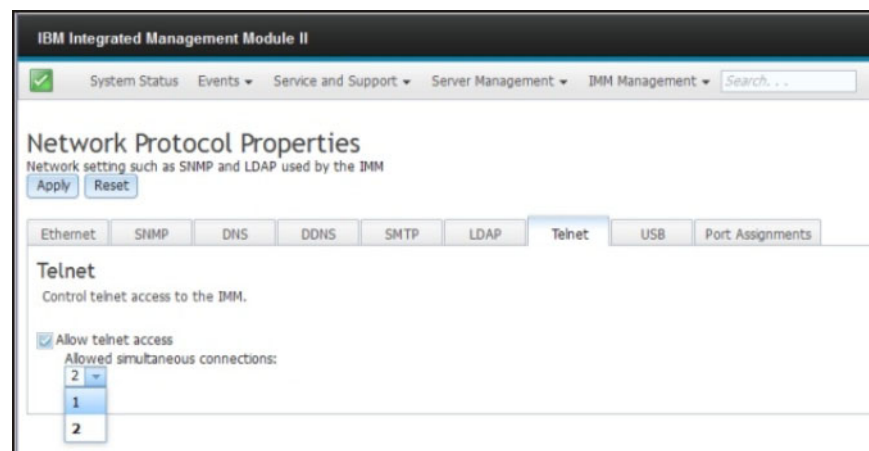 IBM Integrated Management Module II
System Status Events Service and Support Server Management IMM Management Search. . .
Network Protocol Properties
Network setting such as SNMP and LDAP used by the IMM
Apply Reset
Ethernet SNMP DNS DDNS SMTP LDAP Telnet USB Port Assignments
Telnet
Control telnet access to the IMM.
Allow telnet access
Allowed simultaneous connections:
2
1
2